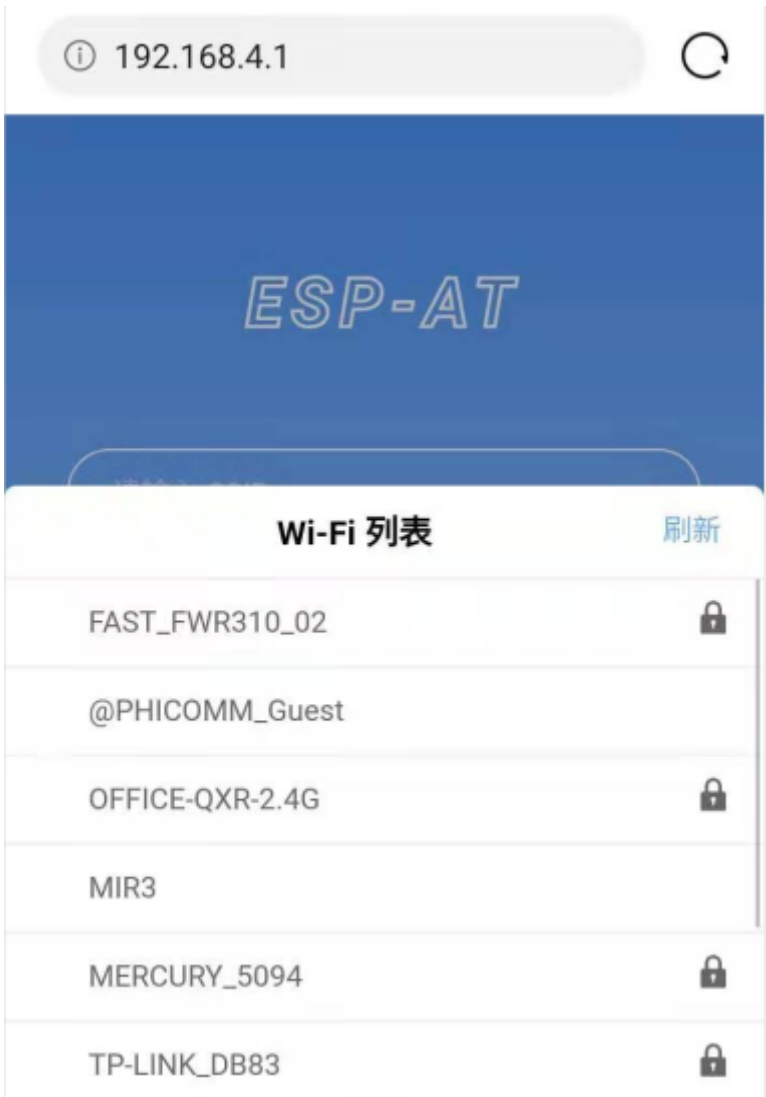 192.168.4.1
ESP-AT
Wi-Fi 列表
刷新
FAST_FWR310_02
@PHICOMM_Guest
OFFICE-QXR-2.4G
MIR3
MERCURY_5094
TP-LINK_DB83